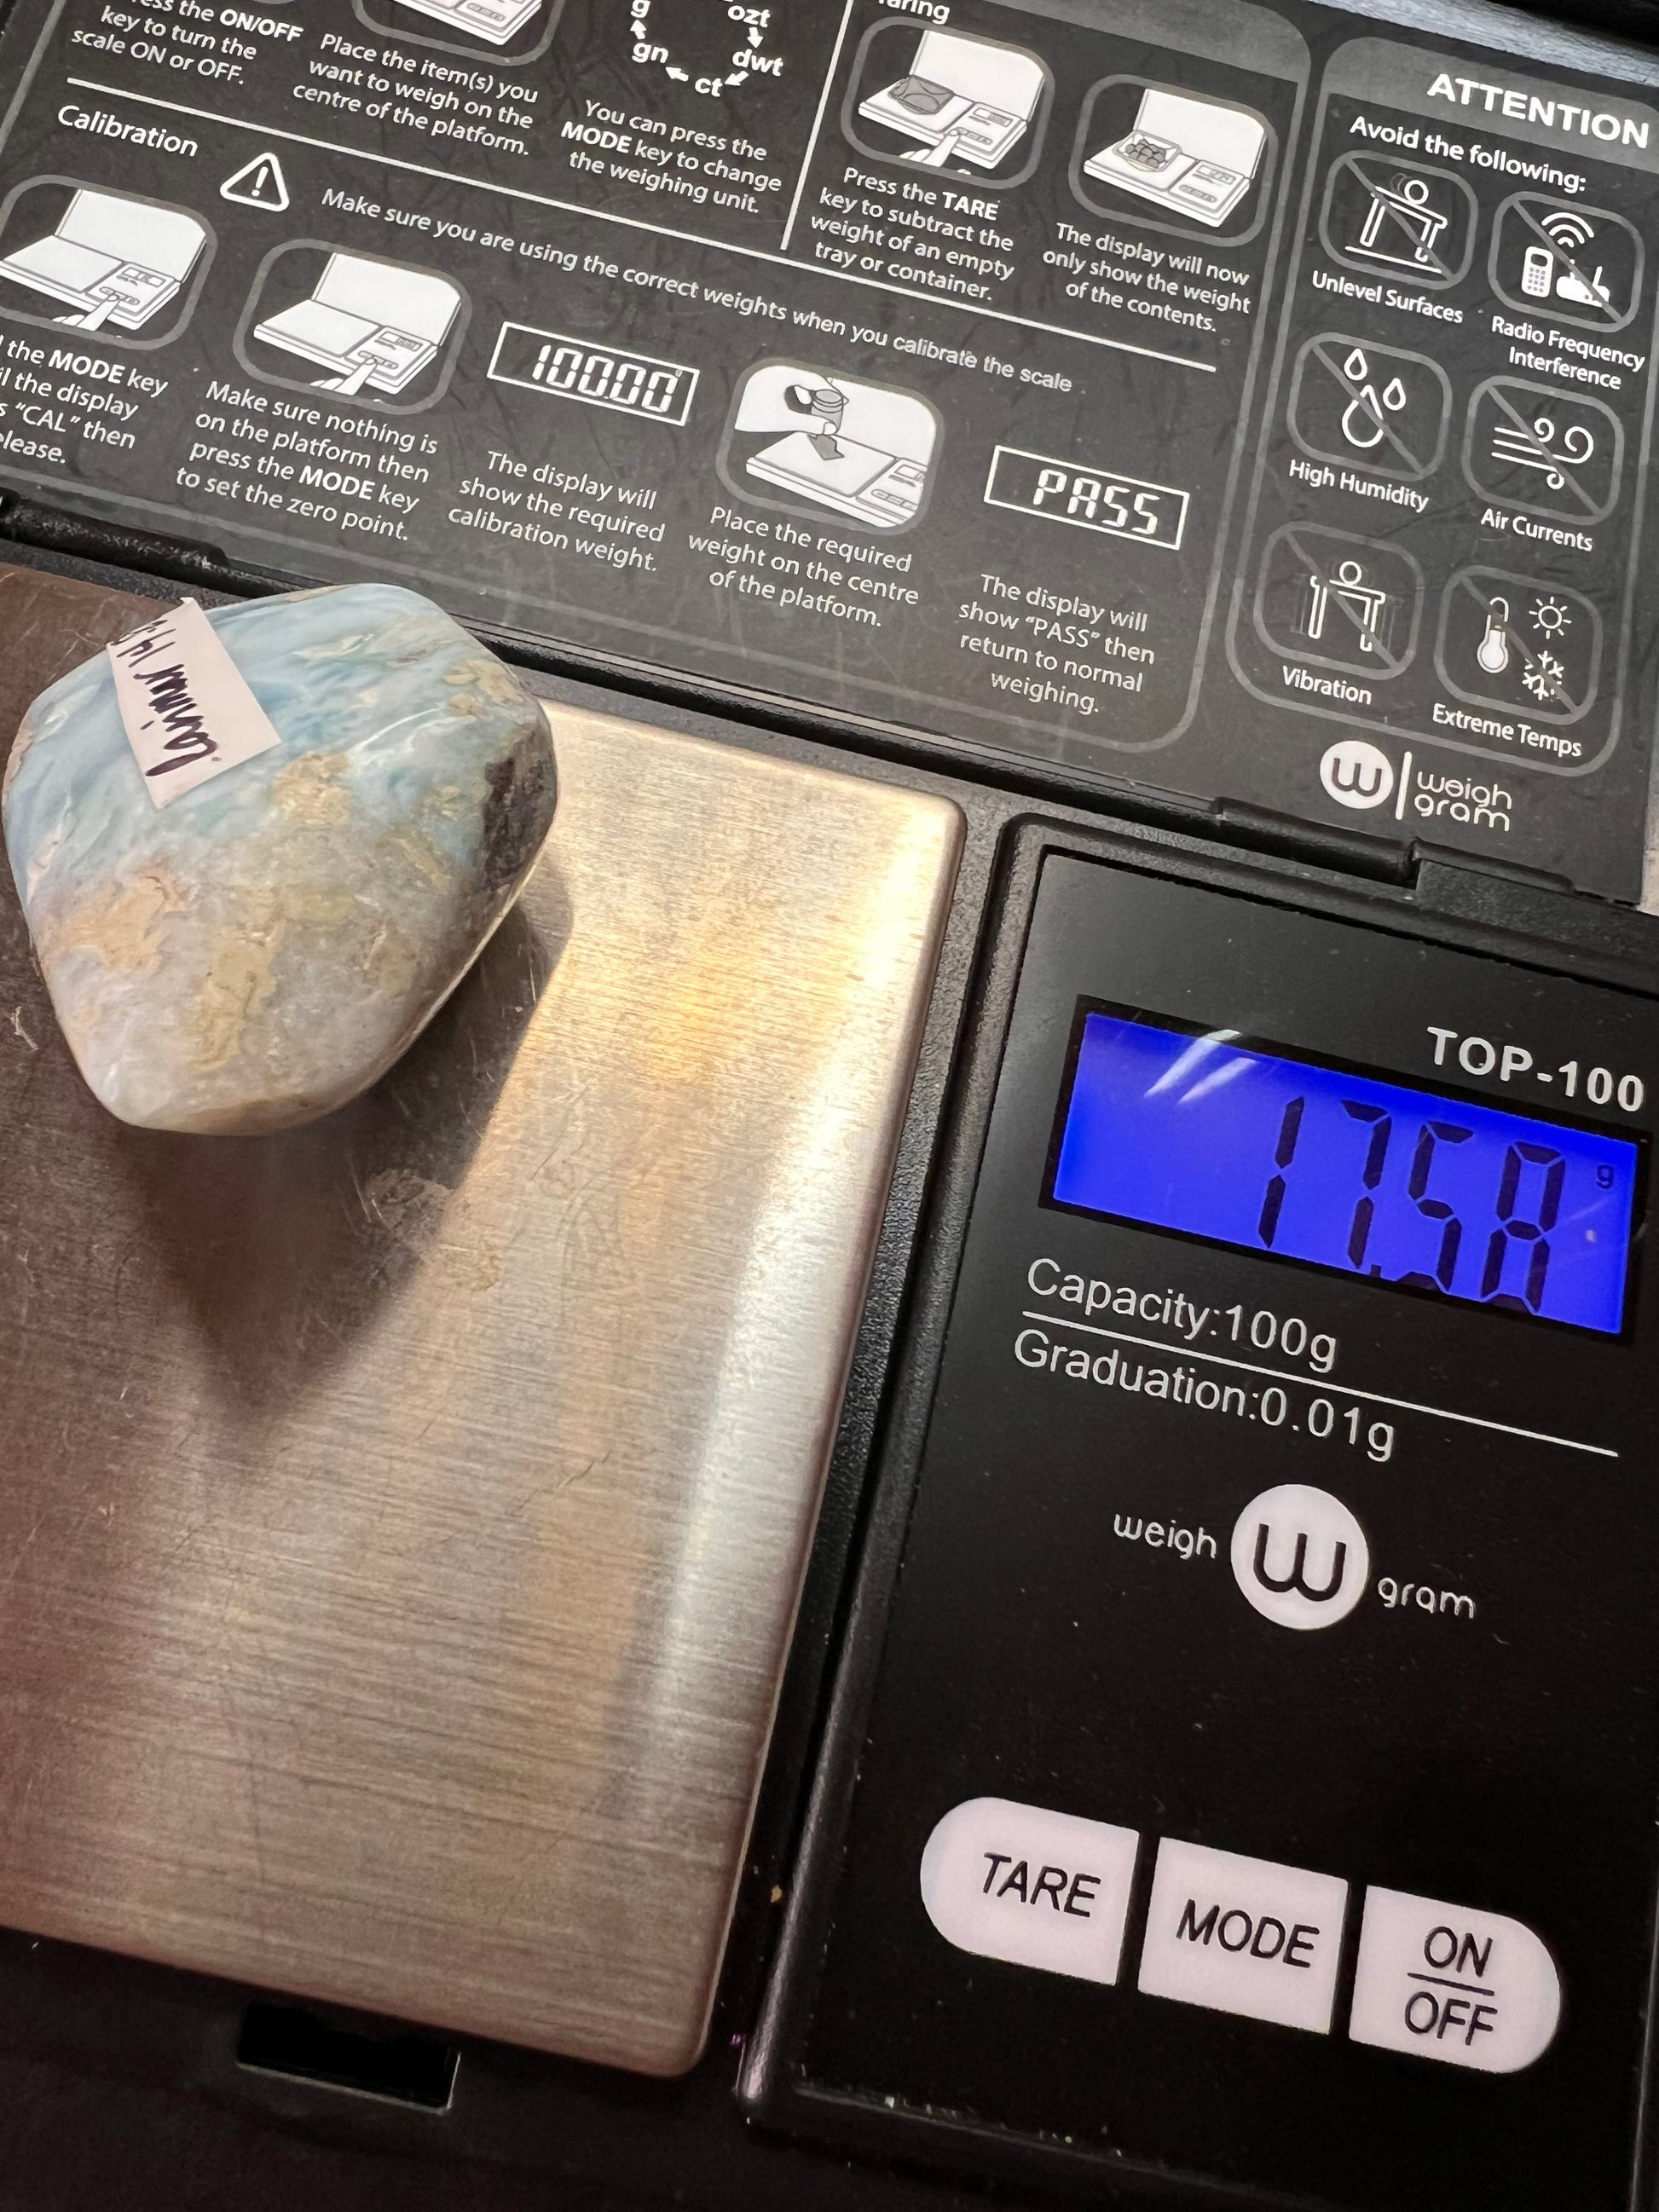 ss the ON/OFF
key to turn the
scale ON or OFF.
Place the item(s) you
want to weigh on the
centre of the platform.
g
ozt
dwt
ct
gn
You can press the
MODE key to change
the weighing unit.
Taring
Press the TARE
key to subtract the
weight of an empty
tray or container.
The display will now
only show the weight
of the contents.
Calibration
Make sure you are using the correct weights when you calibrate the scale
the MODE key
il the display
s "CAL" then
elease.
Make sure nothing is
on the platform then
press the MODE key
to set the zero point.
100.00
The display will
show the required
calibration weight.
Place the required
weight on the centre
of the platform.
PASS
The display will
show "PASS" then
return to normal
weighing.
ATTENTION
Avoid the following:
Unlevel Surfaces
Radio Frequency
Interference
High Humidity
Air Currents
Vibration
Extreme Temps
W weigh
gram
TOP-100
17.58 g
Capacity:100g
Graduation:0.01g
weigh W gram
TARE
MODE
ON
OFF